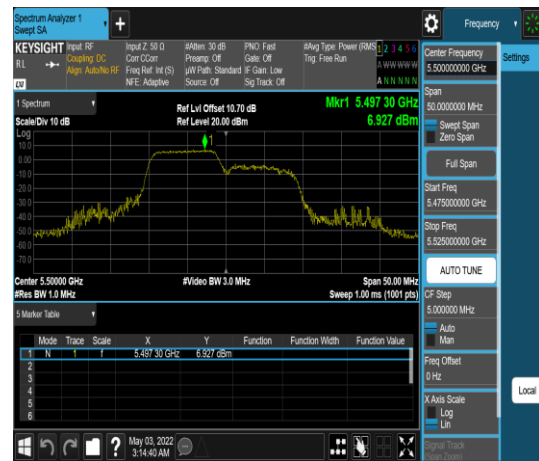 Spectrum Analyzer 1
Swept SA
+
Frequency
KEYSIGHT
RL
LXI
Input: RF
Coupling: DC
Align: Auto/No RF
Input Z: 50 Ω
Corr CCorr
Freq Ref: Int (S)
NFE: Adaptive
#Atten: 30 dB
Preamp: Off
µW Path: Standard
Source: Off
PNO: Fast
Gate: Off
IF Gain: Low
Sig Track: Off
#Avg Type: Power (RMS
Trig: Free Run
1 2 3 4 5 6
A WW WW W
A N N N N N
1 Spectrum
Scale/Div 10 dB
Ref Lvl Offset 10.70 dB
Ref Level 20.00 dBm
Mkr1 5.497 30 GHz
6.927 dBm
Log
10.0
0.00
-10.0
-20.0
-30.0
-40.0
-50.0
-60.0
-70.0
1
Center 5.50000 GHz
#Res BW 1.0 MHz
#Video BW 3.0 MHz
Span 50.00 MHz
Sweep 1.00 ms (1001 pts)
5 Marker Table
Mode Trace Scale X Y Function Function Width Function Value
1 N 1 f 5.497 30 GHz 6.927 dBm
2
3
4
5
6
May 03, 2022
3:14:40 AM
Center Frequency
5.500000000 GHz
Settings
Span
50.0000000 MHz
Swept Span
Zero Span
Full Span
Start Freq
5.475000000 GHz
Stop Freq
5.525000000 GHz
AUTO TUNE
CF Step
5.000000 MHz
Auto
Man
Freq Offset
0 Hz
X Axis Scale
Log
Lin
Local
Signal Track
(Span Zoom)